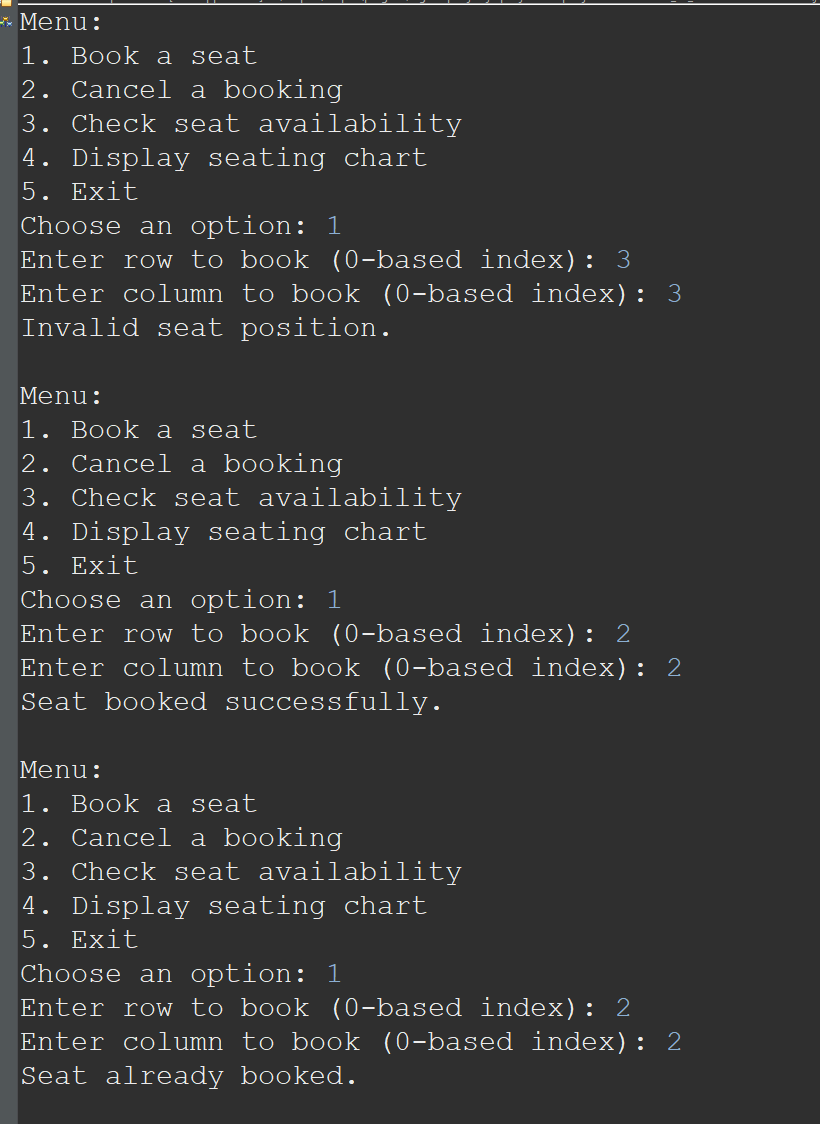 Menu:
1. Book a seat
2. Cancel a booking
3. Check seat availability
4. Display seating chart
5. Exit
Choose an option: 1
Enter row to book (0-based index): 3
Enter column to book (0-based index): 3
Invalid seat position.

Menu:
1. Book a seat
2. Cancel a booking
3. Check seat availability
4. Display seating chart
5. Exit
Choose an option: 1
Enter row to book (0-based index): 2
Enter column to book (0-based index): 2
Seat booked successfully.

Menu:
1. Book a seat
2. Cancel a booking
3. Check seat availability
4. Display seating chart
5. Exit
Choose an option: 1
Enter row to book (0-based index): 2
Enter column to book (0-based index): 2
Seat already booked.